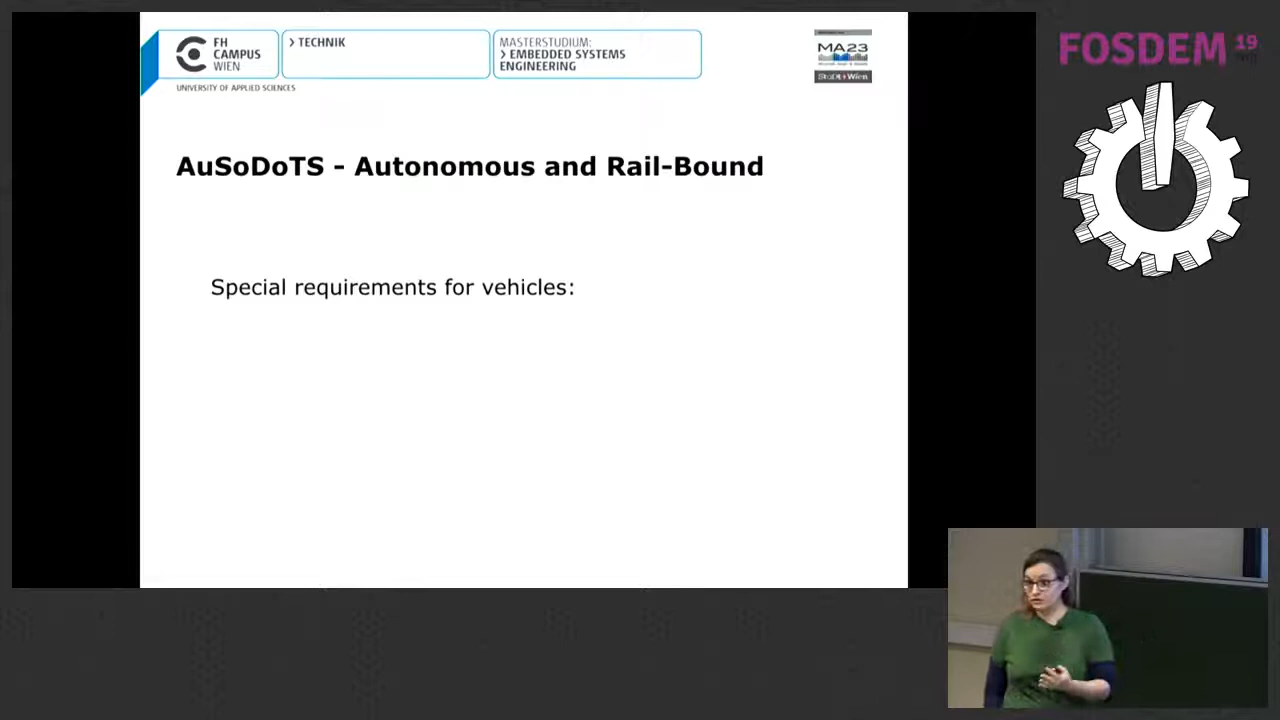 FH
CAMPUS
WIEN
UNIVERSITY OF APPLIED SCIENCES
> TECHNIK
MASTERSTUDIUM:
> EMBEDDED SYSTEMS
ENGINEERING
MA23
StaDt+Wien
FOSDEM 19
AuSoDoTS - Autonomous and Rail-Bound
Special requirements for vehicles: